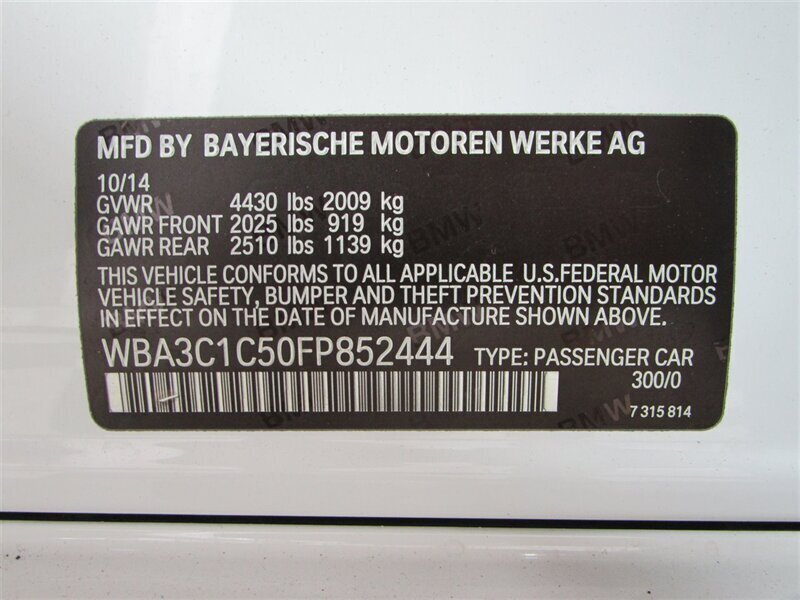 MFD BY BAYERISCHE MOTOREN WERKE AG
10/14
GVWR 4430 lbs 2009 kg
GAWR FRONT 2025 lbs 919 kg
GAWR REAR 2510 lbs 1139 kg
THIS VEHICLE CONFORMS TO ALL APPLICABLE U.S.FEDERAL MOTOR
VEHICLE SAFETY, BUMPER AND THEFT PREVENTION STANDARDS
IN EFFECT ON THE DATE OF MANUFACTURE SHOWN ABOVE.
WBA3C1C50FP852444 TYPE: PASSENGER CAR
300/0
7 315 814